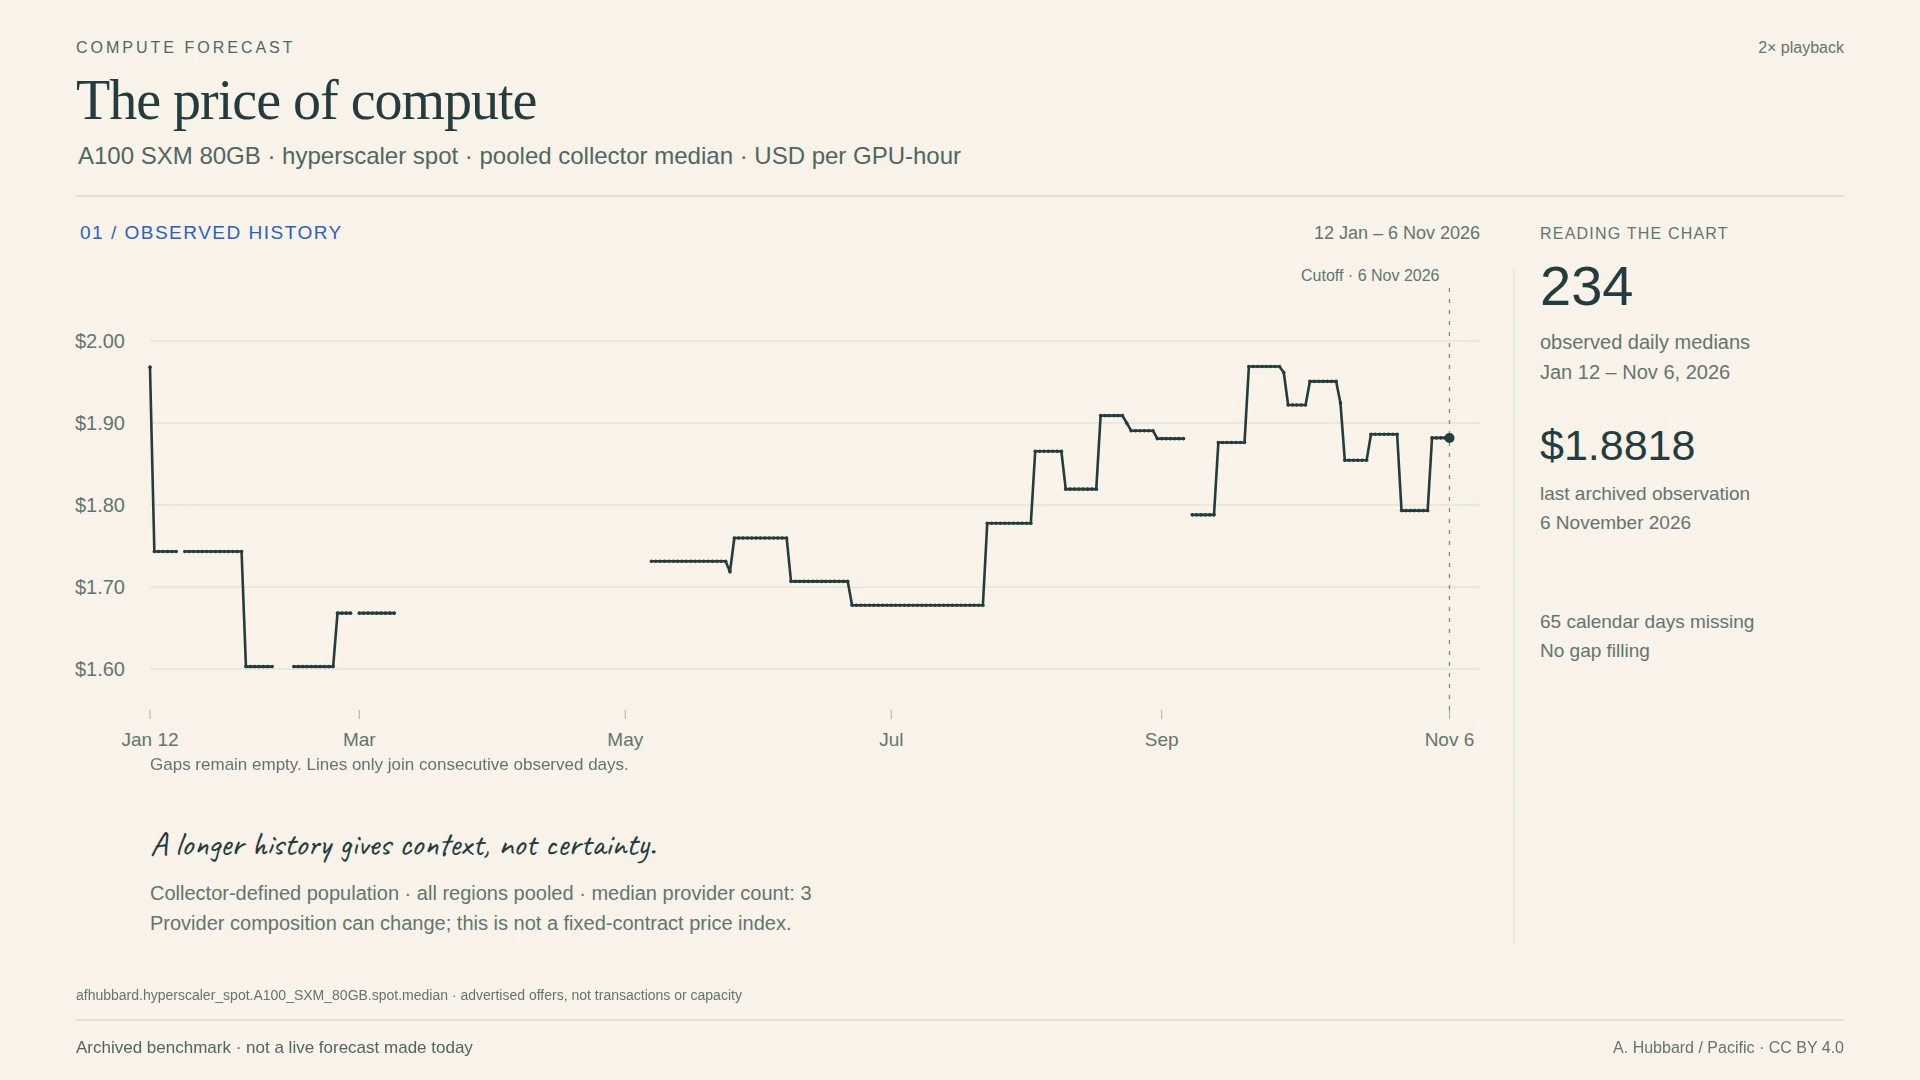 COMPUTE FORECAST
2× playback
The price of compute
A100 SXM 80GB · hyperscaler spot · pooled collector median · USD per GPU-hour
01 / OBSERVED HISTORY
12 Jan – 6 Nov 2026
Cutoff · 6 Nov 2026
$2.00
$1.90
$1.80
$1.70
$1.60
Jan 12
Mar
May
Jul
Sep
Nov 6
Gaps remain empty. Lines only join consecutive observed days.
READING THE CHART
234
observed daily medians
Jan 12 – Nov 6, 2026
$1.8818
last archived observation
6 November 2026
65 calendar days missing
No gap filling
A longer history gives context, not certainty.
Collector-defined population · all regions pooled · median provider count: 3
Provider composition can change; this is not a fixed-contract price index.
afhubbard.hyperscaler_spot.A100_SXM_80GB.spot.median · advertised offers, not transactions or capacity
Archived benchmark · not a live forecast made today
A. Hubbard / Pacific · CC BY 4.0